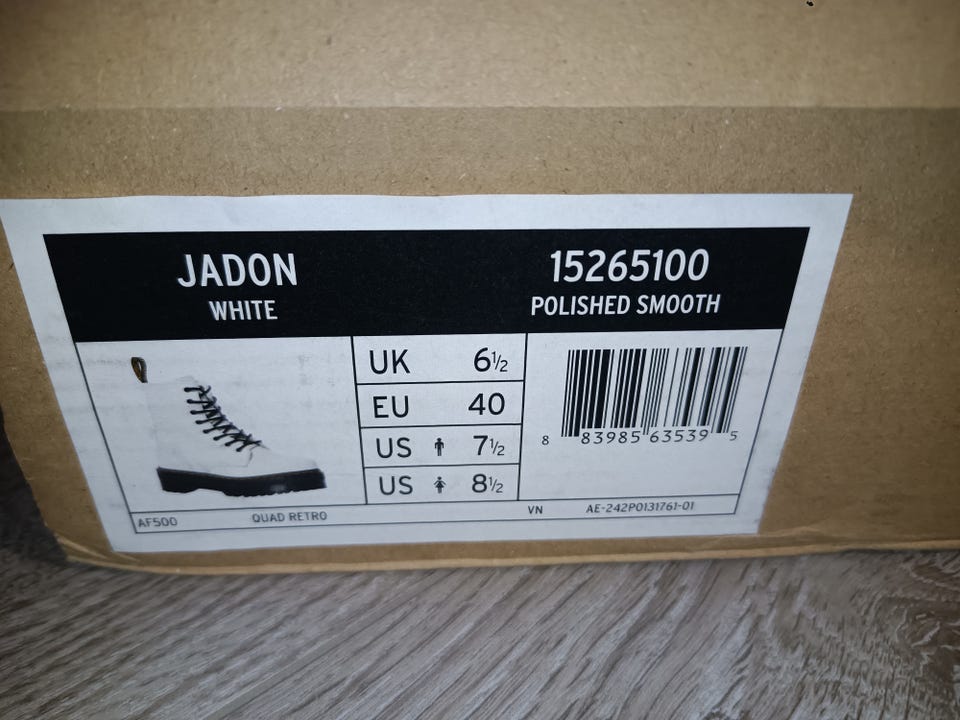 JADON
WHITE
15265100
POLISHED SMOOTH
UK 6½
EU 40
US 7½
US 8½
8 83985 63539 5
AF500 QUAD RETRO VN AE-242P0131761-01